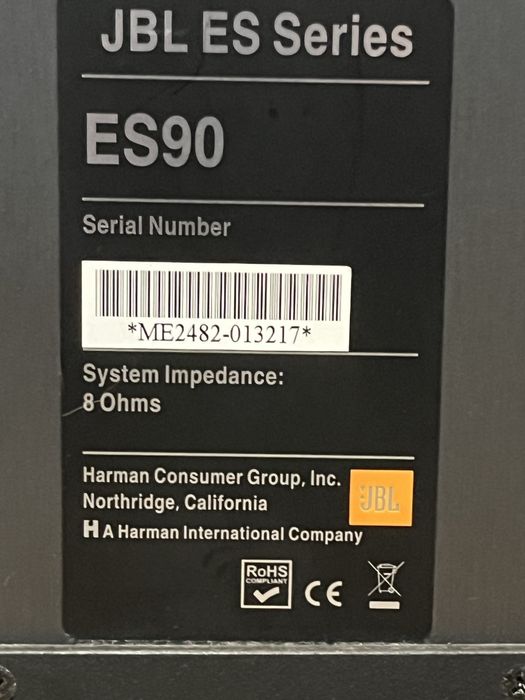 JBL ES Series
ES90
Serial Number
*ME2482-013217*
System Impedance:
8 Ohms
Harman Consumer Group, Inc.
Northridge, California
H A Harman International Company
JBL
RoHS
COMPLIANT
CE